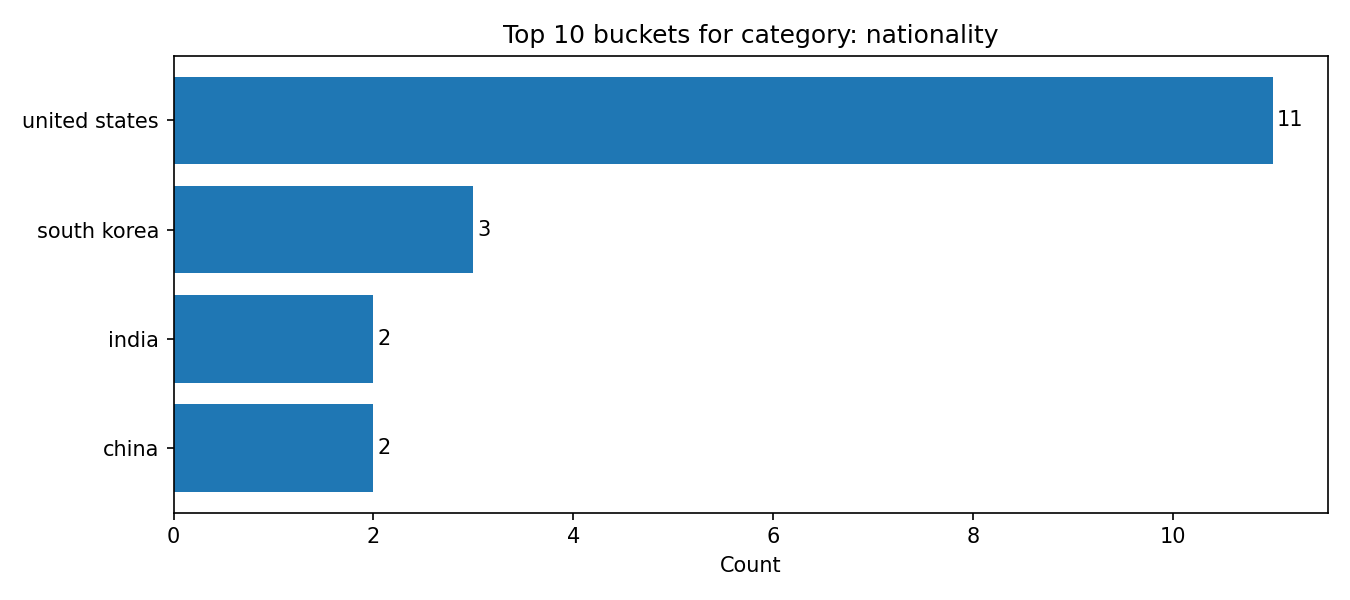 Top 10 buckets for category: nationality
united states
11
south korea
3
india
2
china
2
0 2 4 6 8 10
Count